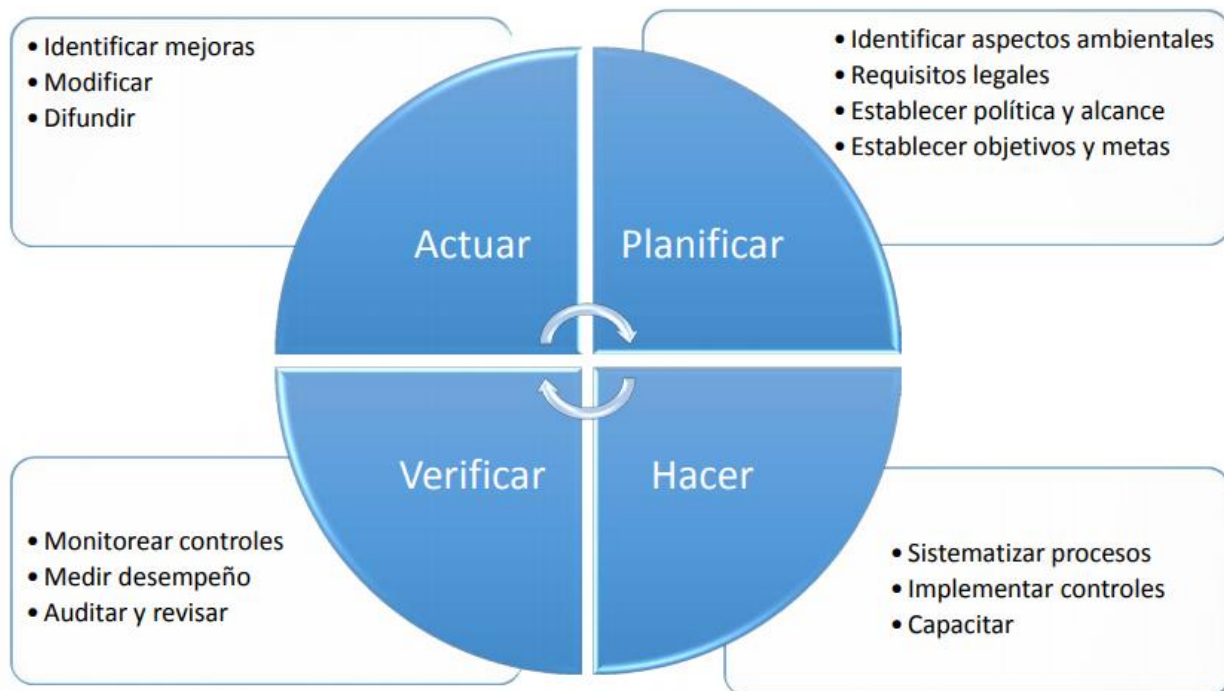 • Identificar mejoras
• Modificar
• Difundir
• Identificar aspectos ambientales
• Requisitos legales
• Establecer política y alcance
• Establecer objetivos y metas
Actuar
Planificar
Verificar
Hacer
• Monitorear controles
• Medir desempeño
• Auditar y revisar
• Sistematizar procesos
• Implementar controles
• Capacitar